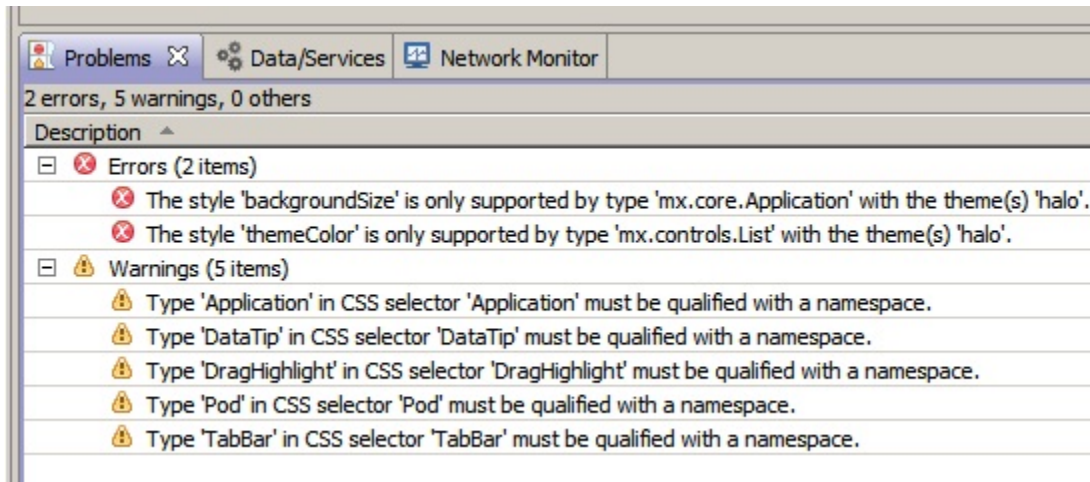 Problems Data/Services Network Monitor
2 errors, 5 warnings, 0 others
Description
Errors (2 items)
The style 'backgroundSize' is only supported by type 'mx.core.Application' with the theme(s) 'halo'.
The style 'themeColor' is only supported by type 'mx.controls.List' with the theme(s) 'halo'.
Warnings (5 items)
Type 'Application' in CSS selector 'Application' must be qualified with a namespace.
Type 'DataTip' in CSS selector 'DataTip' must be qualified with a namespace.
Type 'DragHighlight' in CSS selector 'DragHighlight' must be qualified with a namespace.
Type 'Pod' in CSS selector 'Pod' must be qualified with a namespace.
Type 'TabBar' in CSS selector 'TabBar' must be qualified with a namespace.